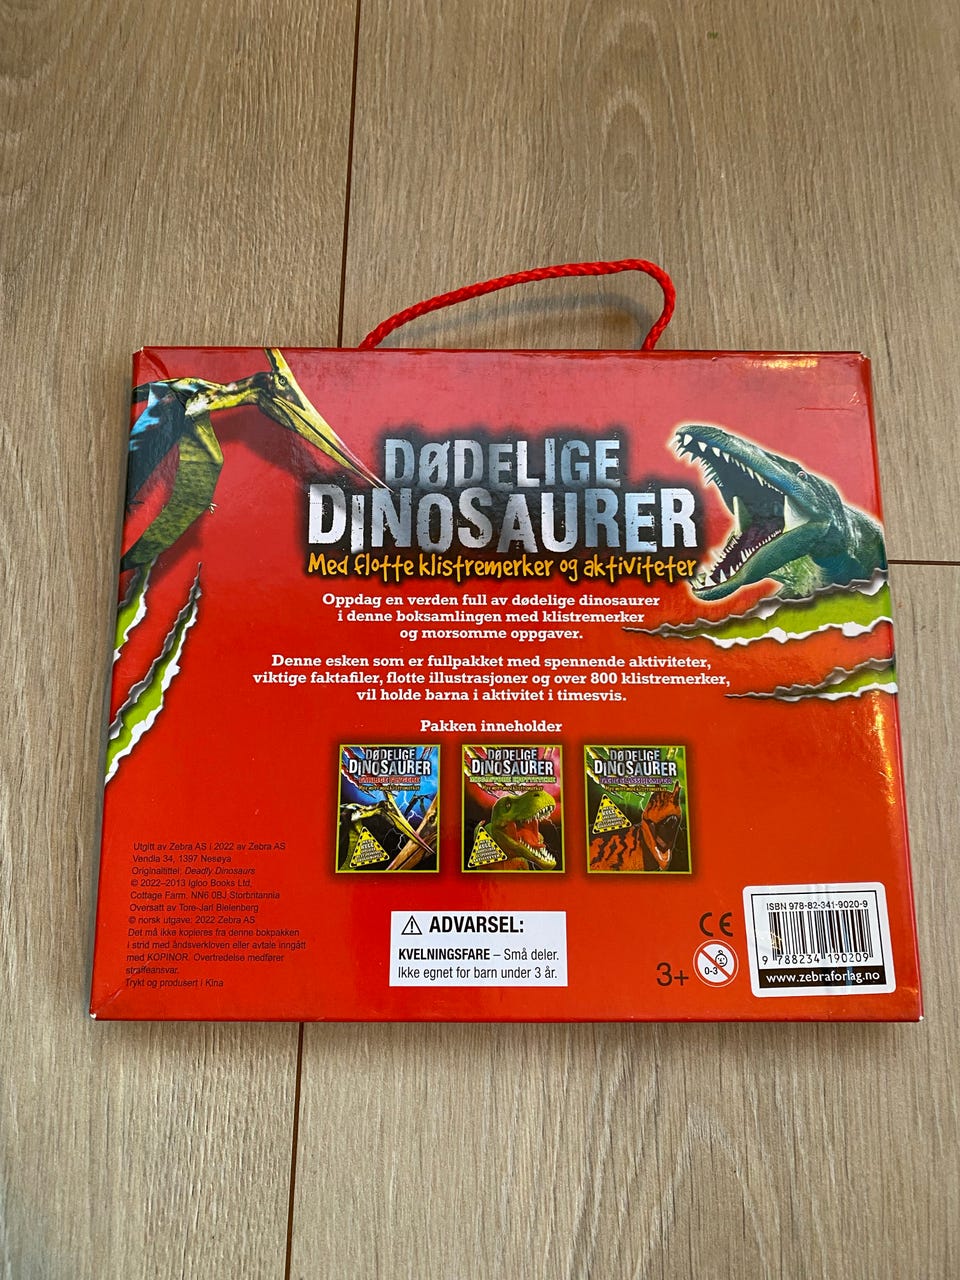 DØDELIGE
DINOSAURER
Med flotte klistremerker og aktiviteter
Oppdag en verden full av dødelige dinosaurer
i denne boksamlingen med klistremerker
og morsomme oppgaver.
Denne esken som er fullpakket med spennende aktiviteter,
viktige faktafiler, flotte illustrasjoner og over 800 klistremerker,
vil holde barna i aktivitet i timesvis.
Pakken inneholder
DØDELIGE
DINOSAURER
DØDELIGE
DINOSAURER
DØDELIGE
DINOSAURER
Utgitt av Zebra AS i 2022 av Zebra AS
Vendla 34, 1397 Nesøya
Originaltittel: Deadly Dinosaurs
© 2022–2013 Igloo Books Ltd,
Cottage Farm. NN6 0BJ Storbritannia
Oversatt av Tore-Jarl Bielenberg
© norsk utgave: 2022 Zebra AS
Det må ikke kopieres fra denne bokpakken
i strid med åndsverkloven eller avtale inngått
med KOPINOR. Overtredelse medfører
straffeansvar.
Trykt og produsert i Kina
ADVARSEL:
KVELNINGSFARE – Små deler.
Ikke egnet for barn under 3 år.
CE
3+
0-3
ISBN 978-82-341-9020-9
9 788234 190209
www.zebraforlag.no